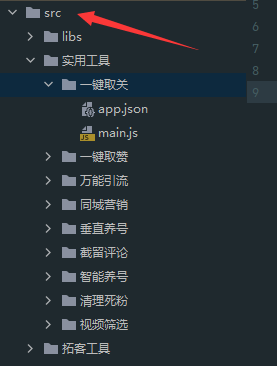 src
5
libs
6
实用工具
7
一键取关
8
app.json
9
JS main.js
一键取赞
万能引流
同城营销
垂直养号
截留评论
智能养号
清理死粉
视频筛选
拓客工具